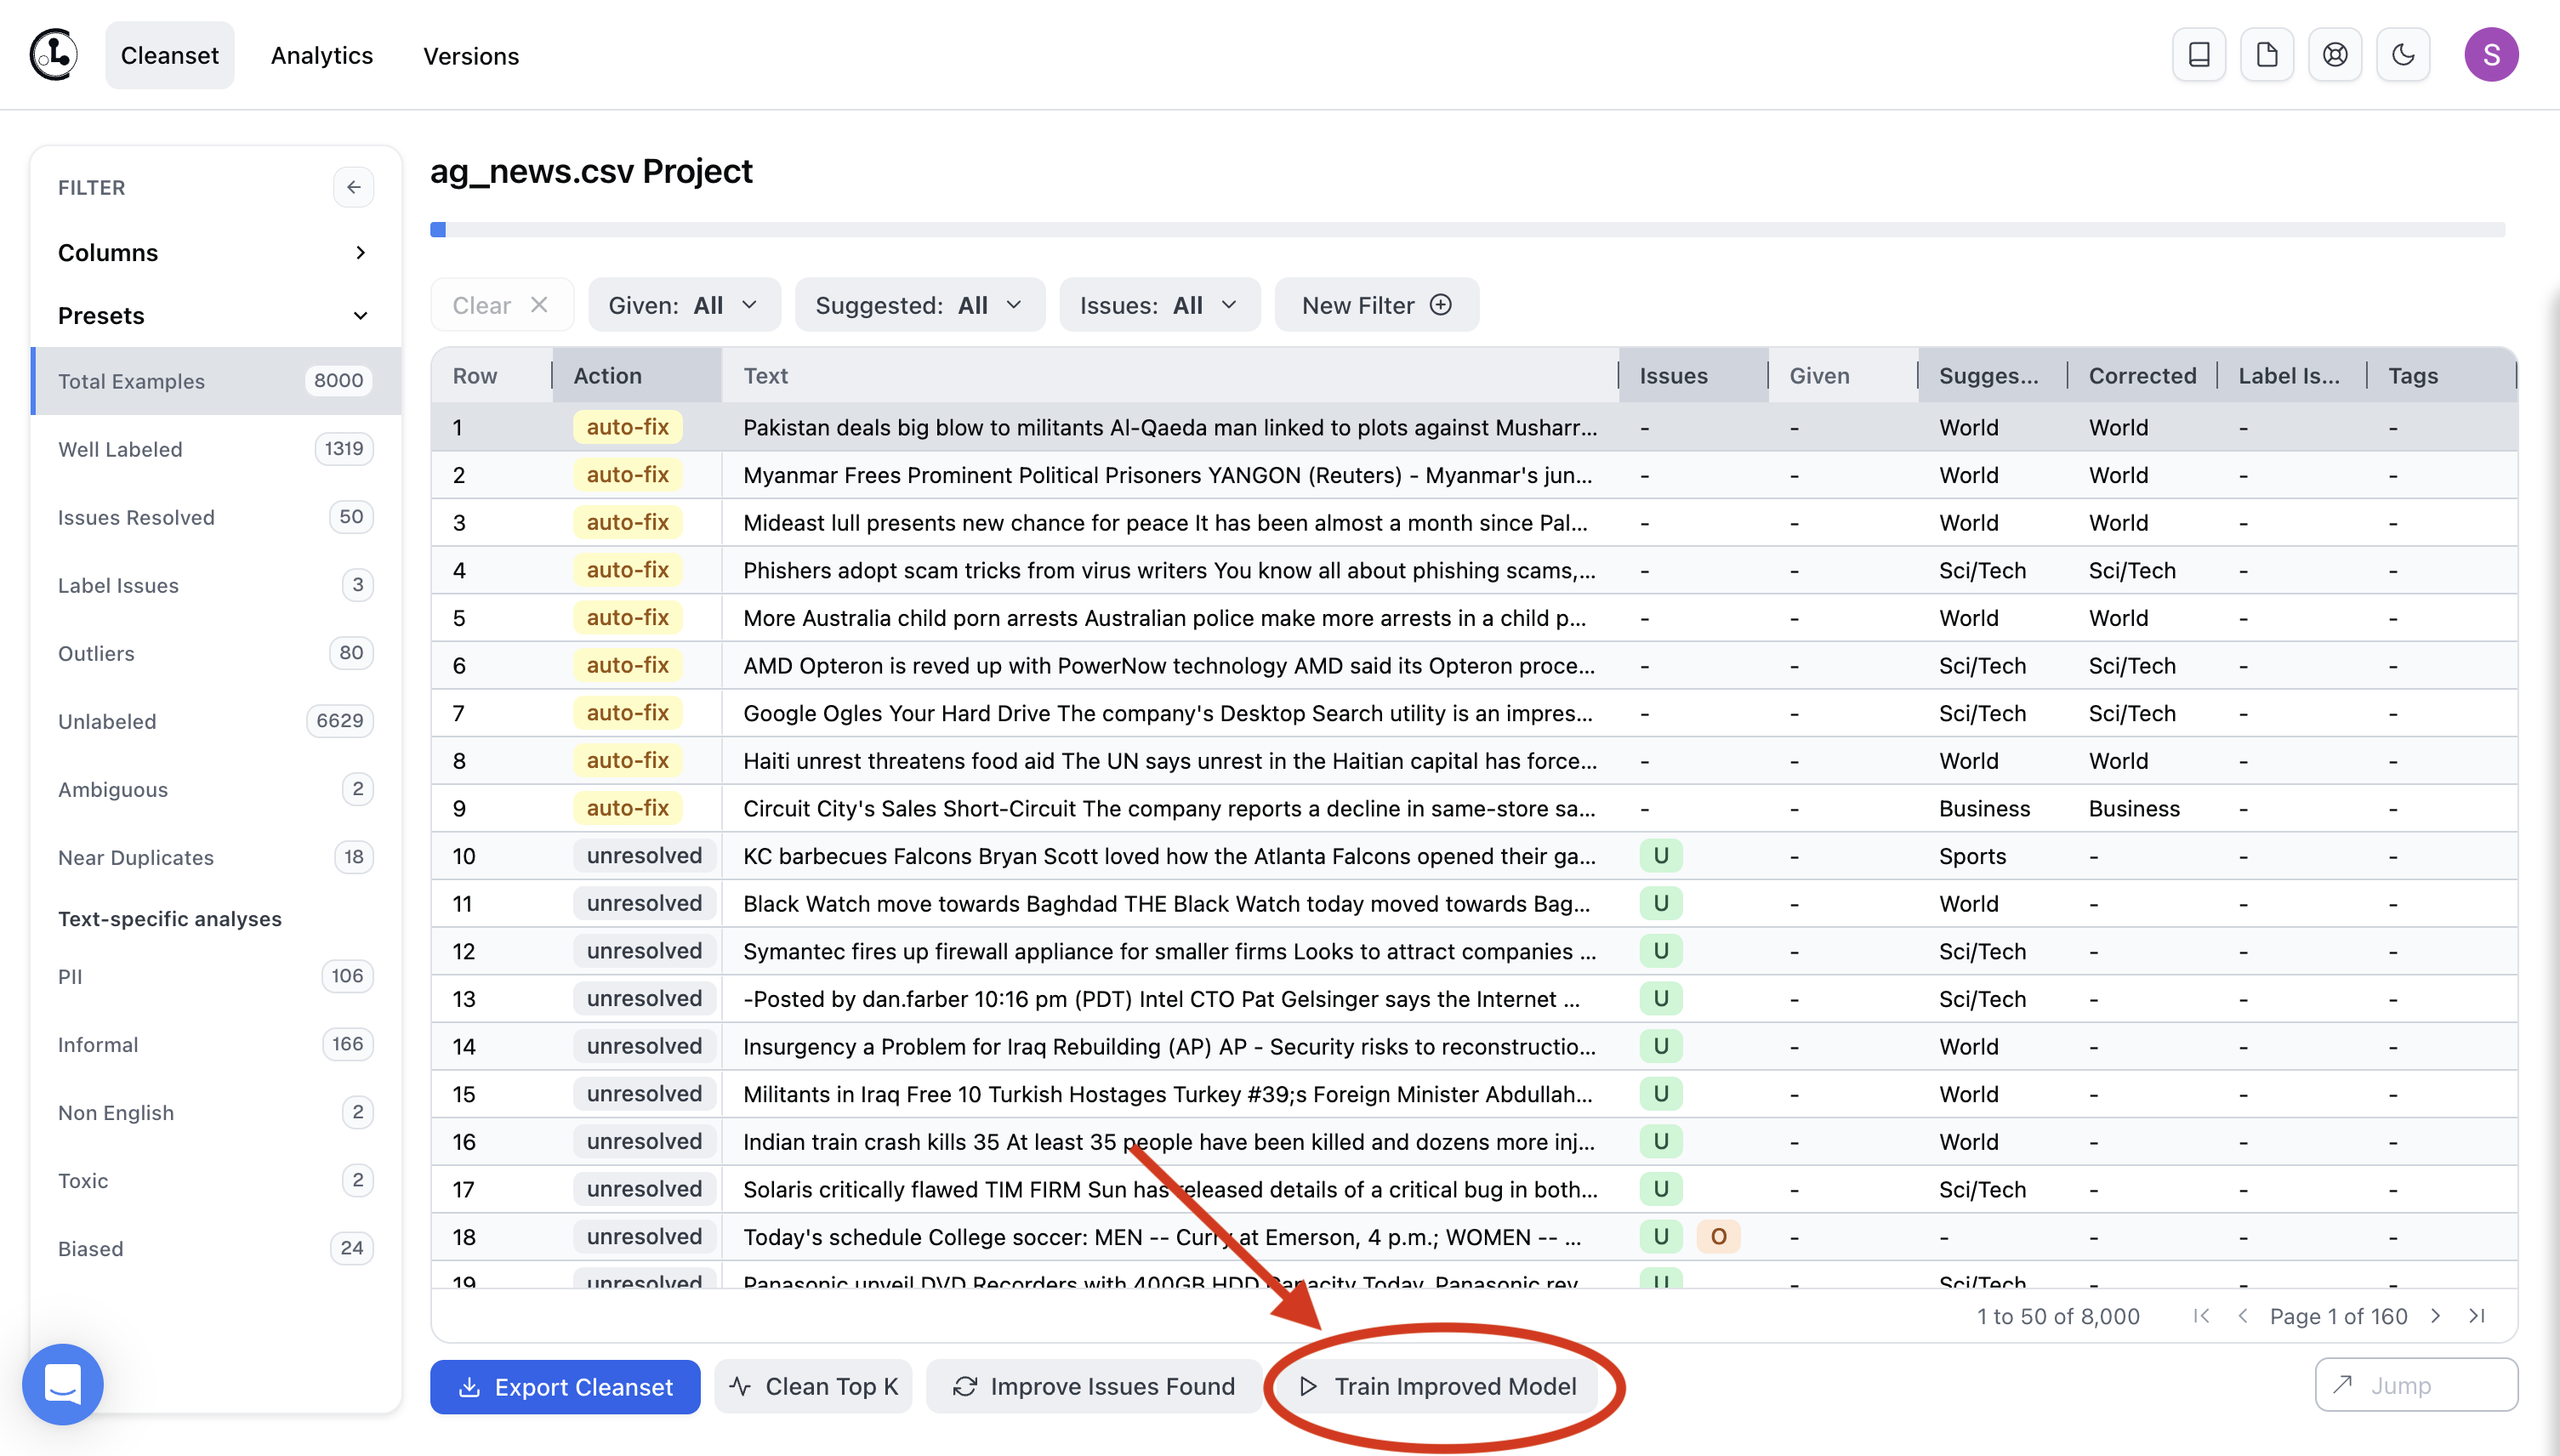 Cleanset Analytics Versions S
FILTER
Columns
Presets
Total Examples 8000
Well Labeled 1319
Issues Resolved 50
Label Issues 3
Outliers 80
Unlabeled 6629
Ambiguous 2
Near Duplicates 18
Text-specific analyses
PII 106
Informal 166
Non English 2
Toxic 2
Biased 24
ag_news.csv Project
Clear Given: All Suggested: All Issues: All New Filter
Row Action Text Issues Given Sugges... Corrected Label Is... Tags
1 auto-fix Pakistan deals big blow to militants Al-Qaeda man linked to plots against Musharr... - - World World - -
2 auto-fix Myanmar Frees Prominent Political Prisoners YANGON (Reuters) - Myanmar's jun... - - World World - -
3 auto-fix Mideast lull presents new chance for peace It has been almost a month since Pal... - - World World - -
4 auto-fix Phishers adopt scam tricks from virus writers You know all about phishing scams,... - - Sci/Tech Sci/Tech - -
5 auto-fix More Australia child porn arrests Australian police make more arrests in a child p... - - World World - -
6 auto-fix AMD Opteron is reved up with PowerNow technology AMD said its Opteron proce... - - Sci/Tech Sci/Tech - -
7 auto-fix Google Ogles Your Hard Drive The company's Desktop Search utility is an impres... - - Sci/Tech Sci/Tech - -
8 auto-fix Haiti unrest threatens food aid The UN says unrest in the Haitian capital has force... - - World World - -
9 auto-fix Circuit City's Sales Short-Circuit The company reports a decline in same-store sa... - - Business Business - -
10 unresolved KC barbecues Falcons Bryan Scott loved how the Atlanta Falcons opened their ga... U - Sports - - -
11 unresolved Black Watch move towards Baghdad THE Black Watch today moved towards Bag... U - World - - -
12 unresolved Symantec fires up firewall appliance for smaller firms Looks to attract companies ... U - Sci/Tech - - -
13 unresolved -Posted by dan.farber 10:16 pm (PDT) Intel CTO Pat Gelsinger says the Internet ... U - Sci/Tech - - -
14 unresolved Insurgency a Problem for Iraq Rebuilding (AP) AP - Security risks to reconstructio... U - World - - -
15 unresolved Militants in Iraq Free 10 Turkish Hostages Turkey #39;s Foreign Minister Abdullah... U - World - - -
16 unresolved Indian train crash kills 35 At least 35 people have been killed and dozens more inj... U - World - - -
17 unresolved Solaris critically flawed TIM FIRM Sun has released details of a critical bug in both... U - Sci/Tech - - -
18 unresolved Today's schedule College soccer: MEN -- Curry at Emerson, 4 p.m.; WOMEN -- ... U O - - - - -
19 unresolved Panasonic unveil DVD Recorders with 400GB HDD Capacity Today, Panasonic rev U - Sci/Tech - - -
1 to 50 of 8,000 Page 1 of 160
Export Cleanset Clean Top K Improve Issues Found Train Improved Model Jump